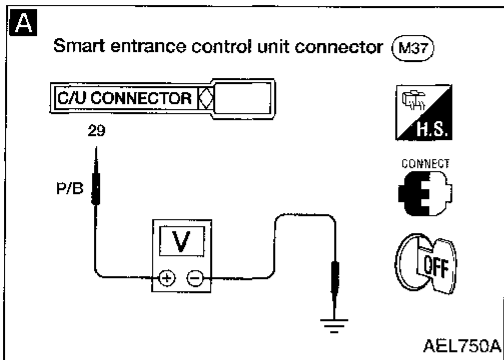 A
Smart entrance control unit connector M37
C/U CONNECTOR
29
H.S.
CONNECT
P/B
V
+ −
OFF
AEL750A